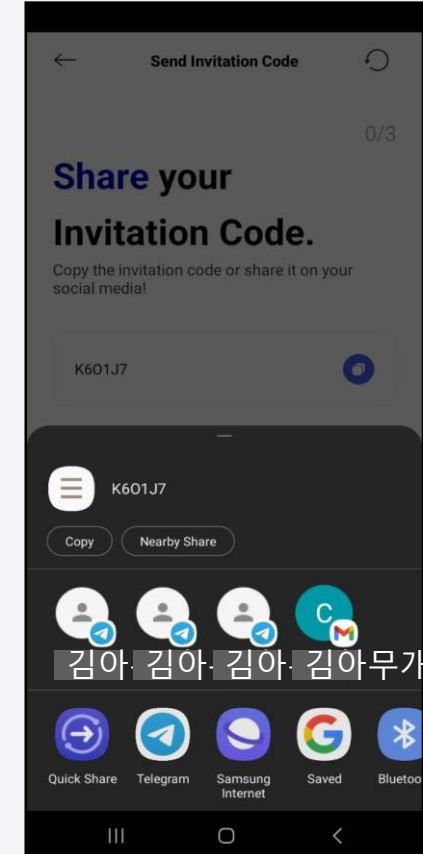 Send Invitation Code
0/3
Share your
Invitation Code.
Copy the invitation code or share it on your
social media!
K6O1J7
K6O1J7
Copy
Nearby Share
C
김아 김아 김아 김아무개
Quick Share
Telegram
Samsung
Internet
G
Saved
Bluetoo